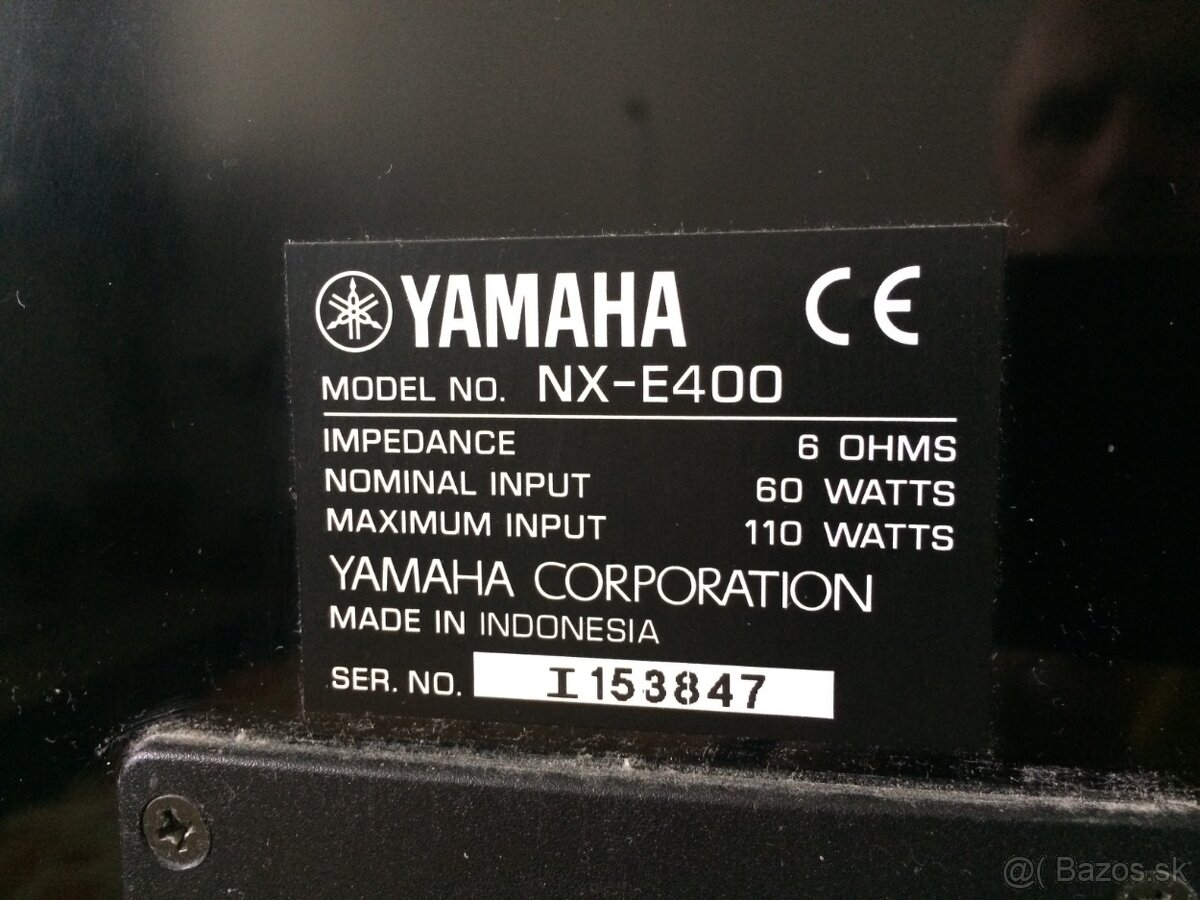 YAMAHA CE
MODEL NO. NX-E400
IMPEDANCE 6 OHMS
NOMINAL INPUT 60 WATTS
MAXIMUM INPUT 110 WATTS
YAMAHA CORPORATION
MADE IN INDONESIA
SER. NO. I153847
@( Bazos.sk